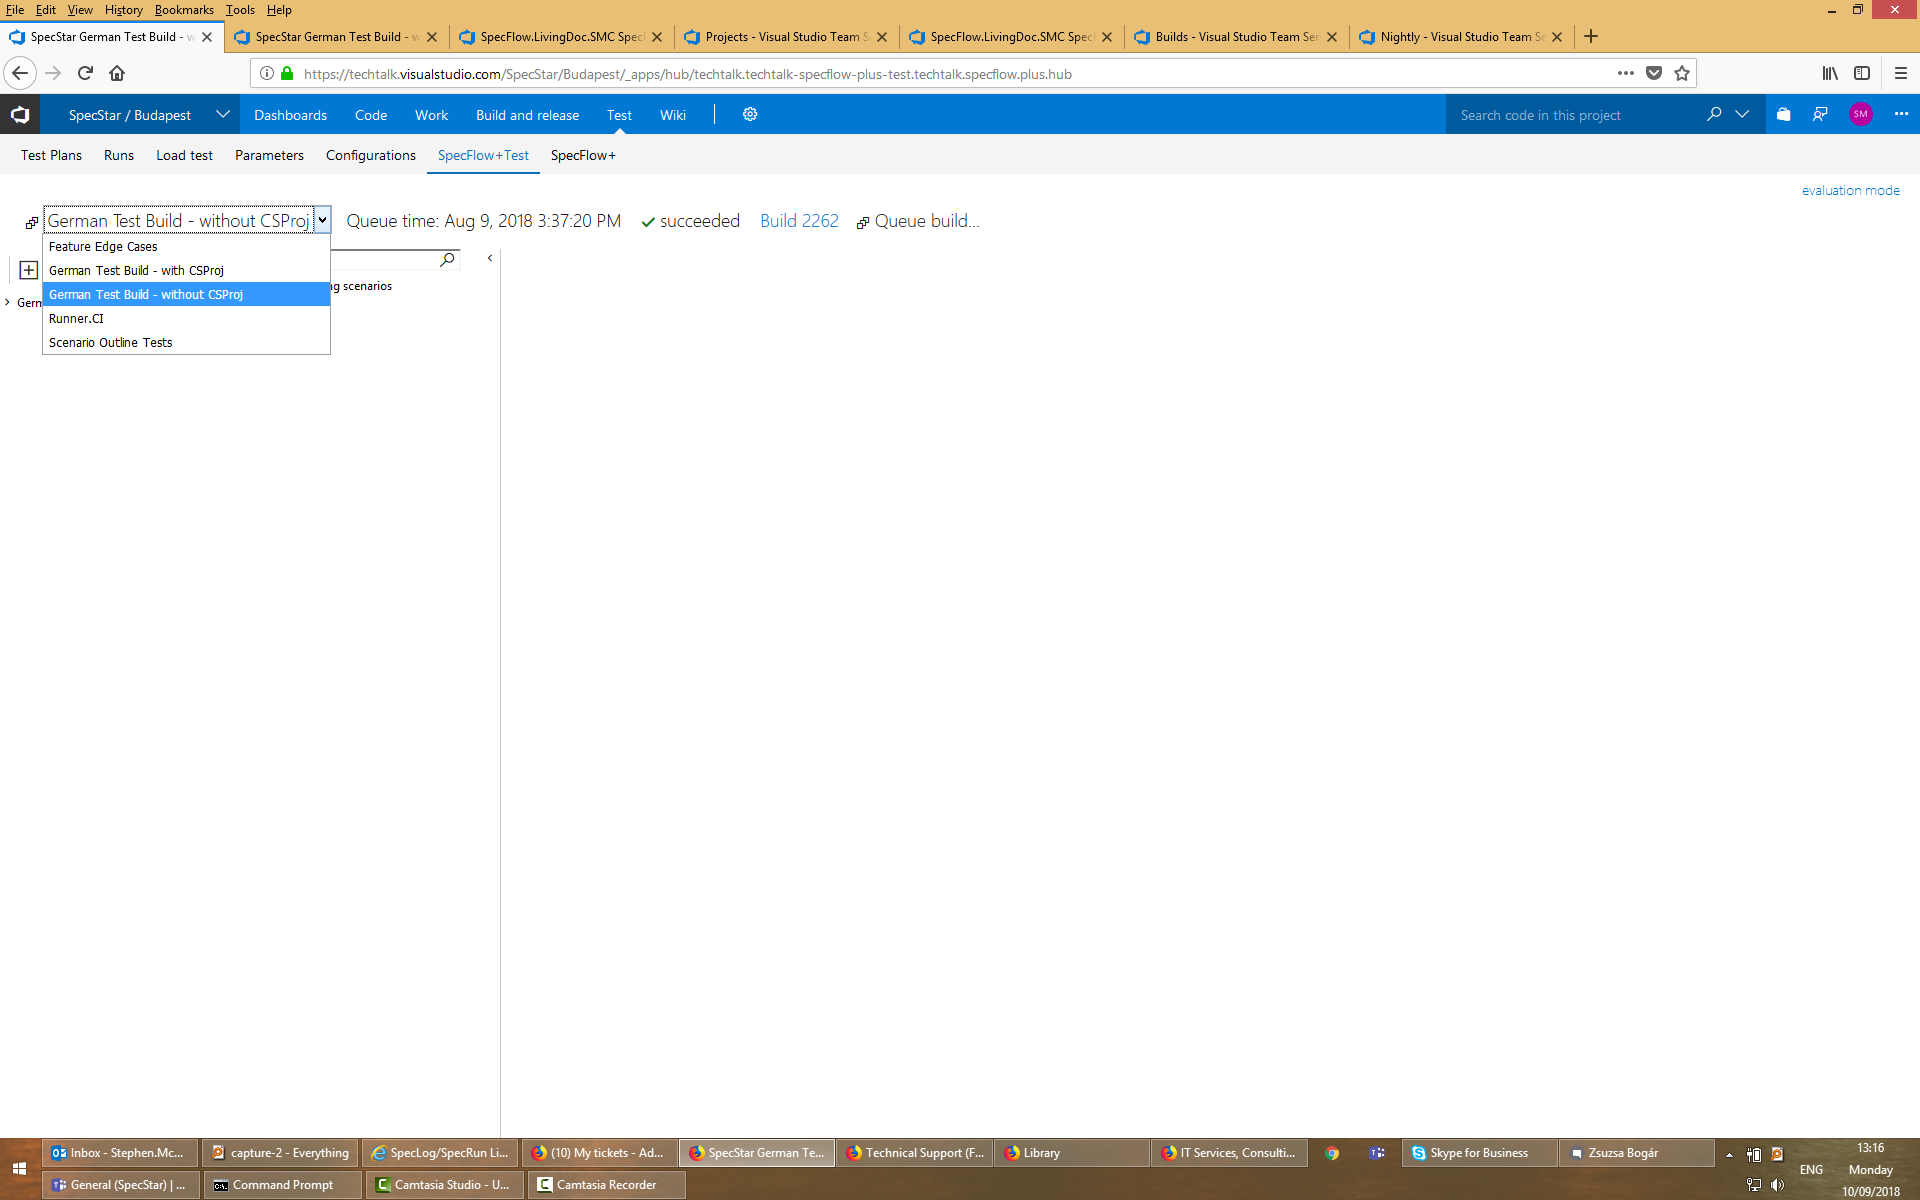 File Edit View History Bookmarks Tools Help
SpecStar German Test Build - w
SpecStar German Test Build - w
SpecFlow.LivingDoc.SMC Speci
Projects - Visual Studio Team S
SpecFlow.LivingDoc.SMC Speci
Builds - Visual Studio Team Ser
Nightly - Visual Studio Team Se
https://techtalk.visualstudio.com/SpecStar/Budapest/_apps/hub/techtalk.techtalk-specflow-plus-test.techtalk.specflow.plus.hub
SpecStar / Budapest Dashboards Code Work Build and release Test Wiki Search code in this project SM
Test Plans Runs Load test Parameters Configurations SpecFlow+Test SpecFlow+
evaluation mode
German Test Build - without CSProj Queue time: Aug 9, 2018 3:37:20 PM succeeded Build 2262 Queue build...
Feature Edge Cases
German Test Build - with CSProj
g scenarios
German Test Build - without CSProj
Germ
Runner.CI
Scenario Outline Tests
Inbox - Stephen.Mc... capture-2 - Everything SpecLog/SpecRun Li... (10) My tickets - Ad... SpecStar German Te... Technical Support (F... Library IT Services, Consulti... Skype for Business Zsuzsa Bogár
General (SpecStar) | ... Command Prompt Camtasia Studio - U... Camtasia Recorder
ENG
13:16
Monday
10/09/2018